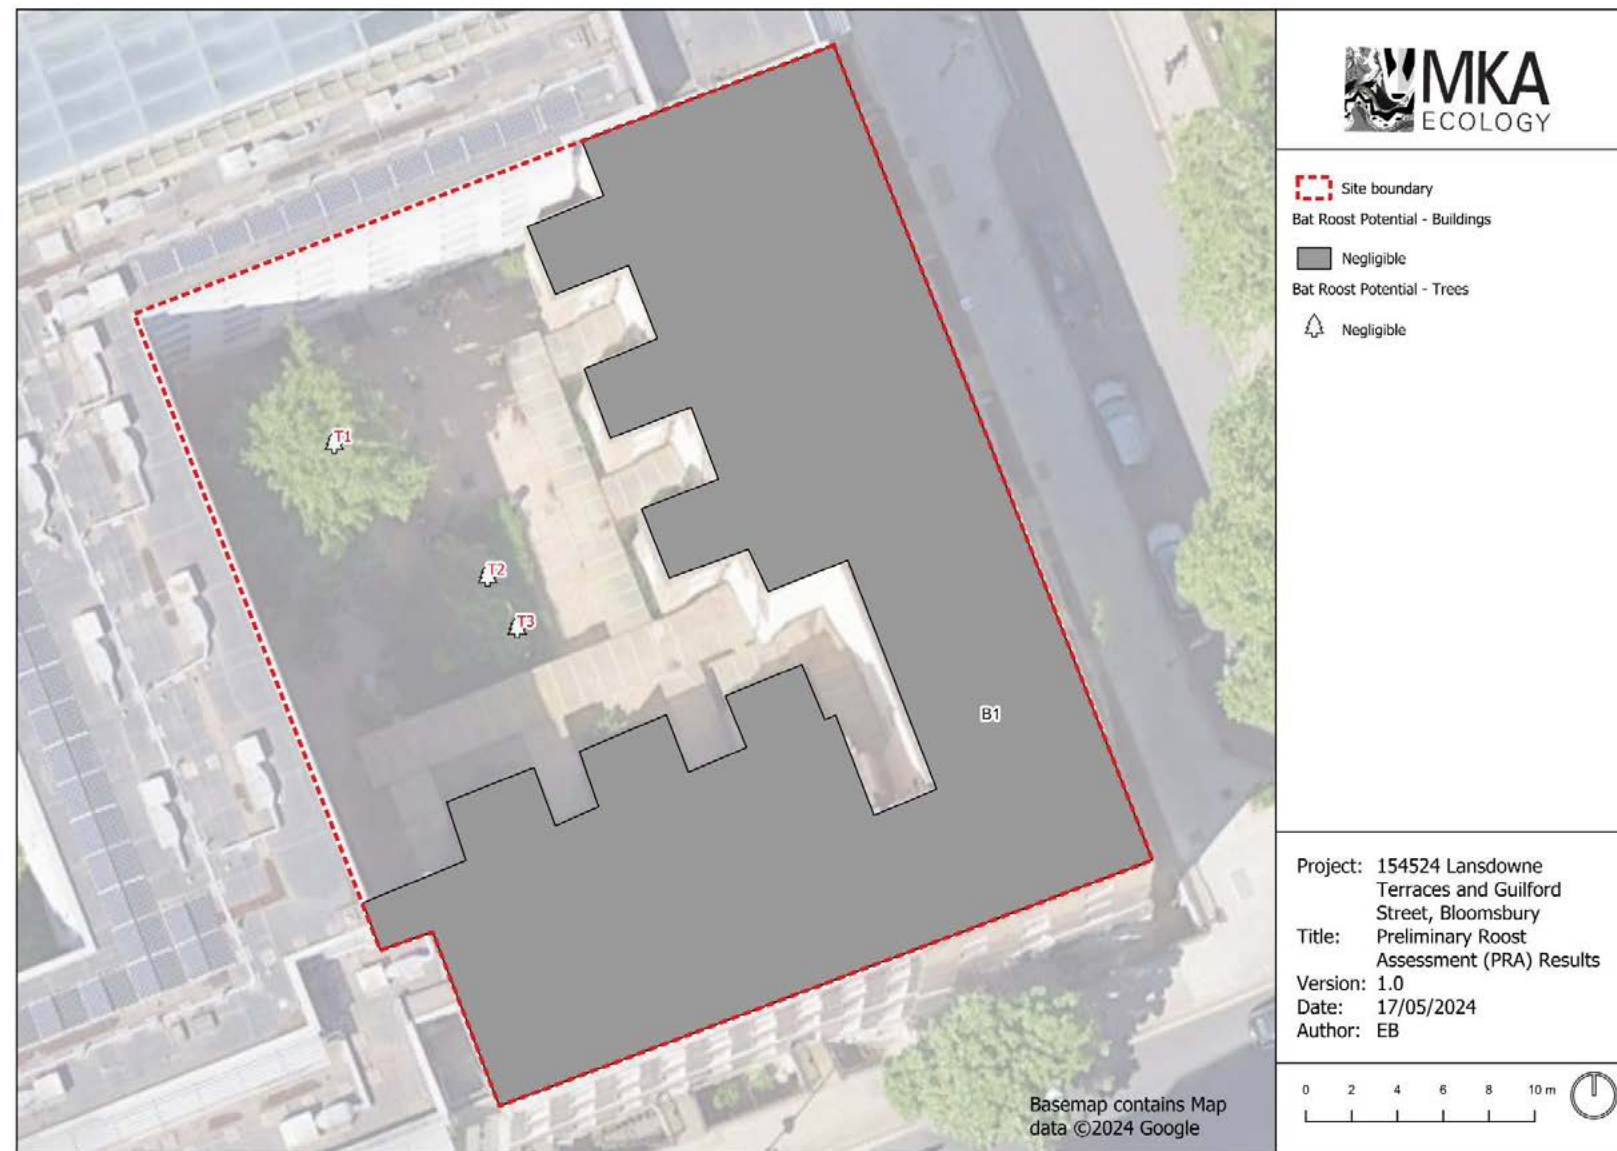 MKA
ECOLOGY
Site boundary
Bat Roost Potential - Buildings
Negligible
Bat Roost Potential - Trees
Negligible
T1
T2
T3
B1
Project: 154524 Lansdowne
Terraces and Guilford
Street, Bloomsbury
Title: Preliminary Roost
Assessment (PRA) Results
Version: 1.0
Date: 17/05/2024
Author: EB
0 2 4 6 8 10 m
Basemap contains Map
data ©2024 Google